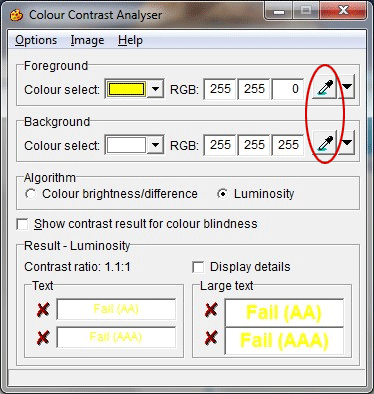 Colour Contrast Analyser
Options Image Help
Foreground
Colour select: RGB: 255 255 0
Background
Colour select: RGB: 255 255 255
Algorithm
Colour brightness/difference Luminosity
Show contrast result for colour blindness
Result - Luminosity
Contrast ratio: 1.1:1 Display details
Text Large text
Fail (AA) Fail (AA)
Fail (AAA) Fail (AAA)